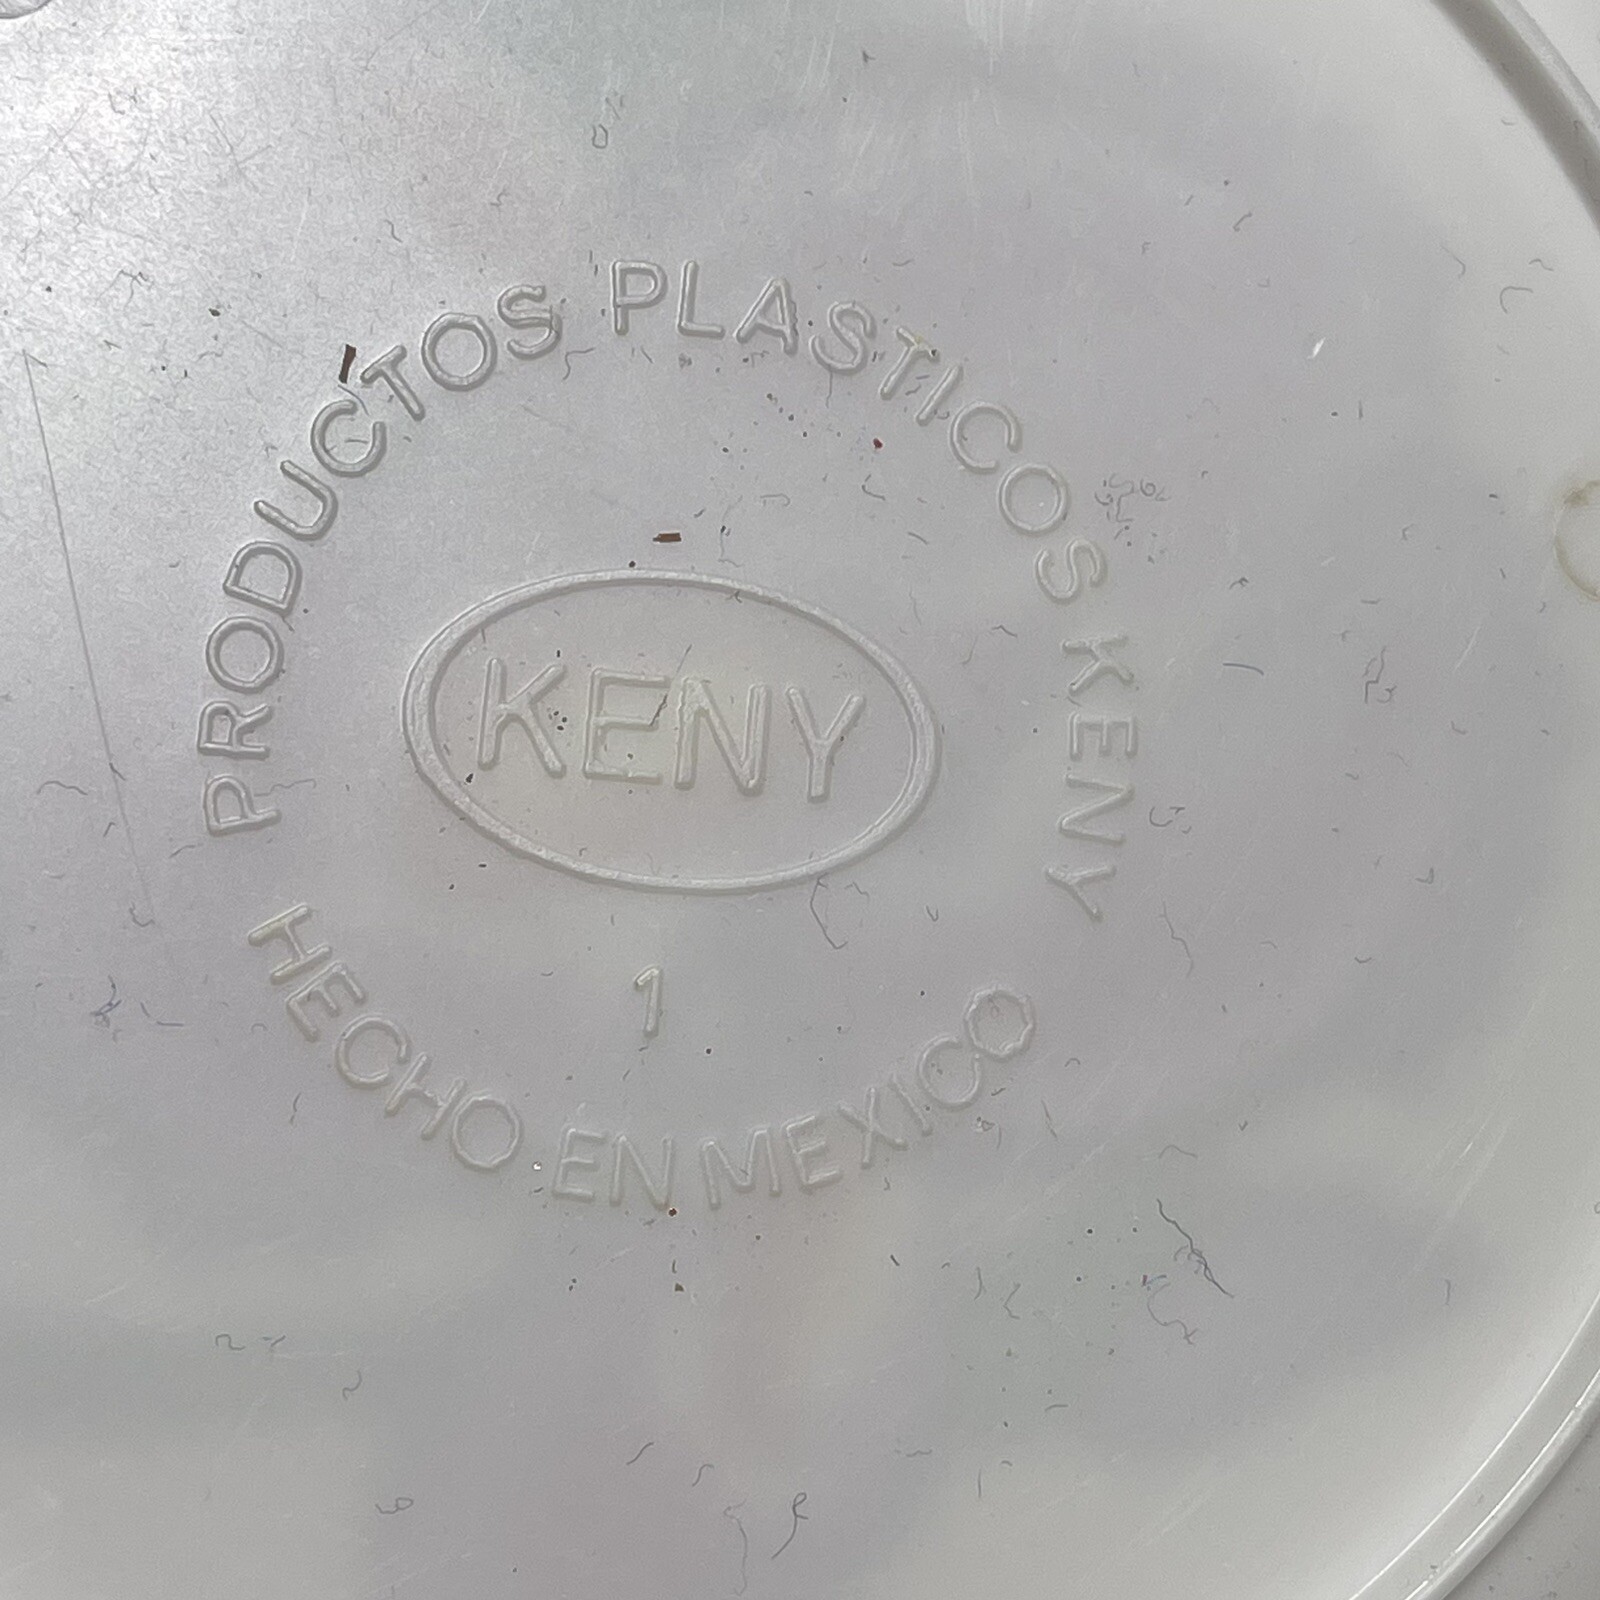 PRODUCTOS PLASTICOS KENY
KENY
1
HECHO EN MEXICO